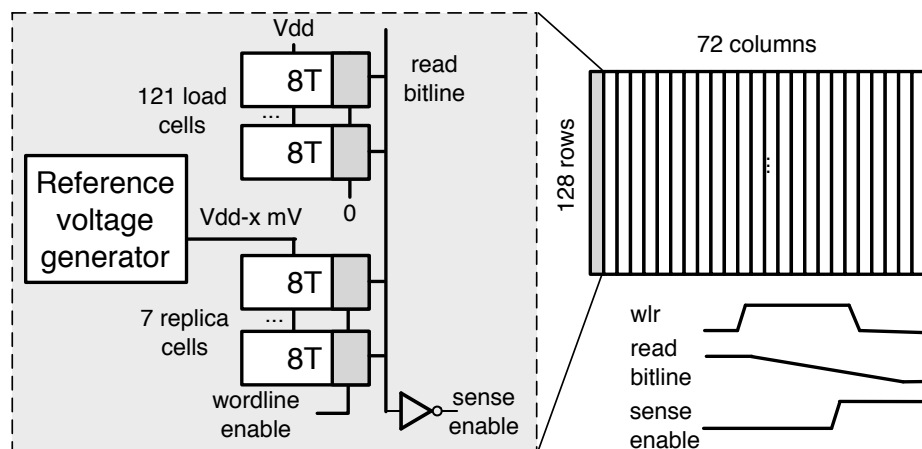 Vdd
8T
read
bitline
121 load
cells
...
8T
0
Reference
voltage
generator
Vdd-x mV
8T
7 replica
cells
...
8T
wordline
enable
sense
enable
72 columns
128 rows
...
wlr
read
bitline
sense
enable